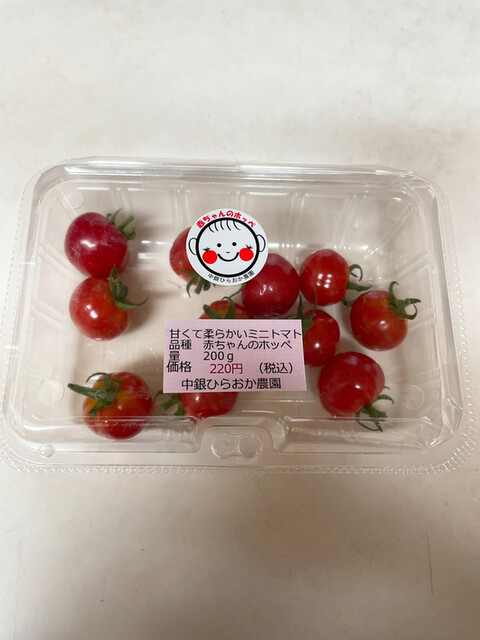 赤ちゃんのホッペ
中銀ひらおか農園
甘くて柔らかいミニトマト
品種　赤ちゃんのホッペ
量　200g
価格　220円　(税込)
中銀ひらおか農園